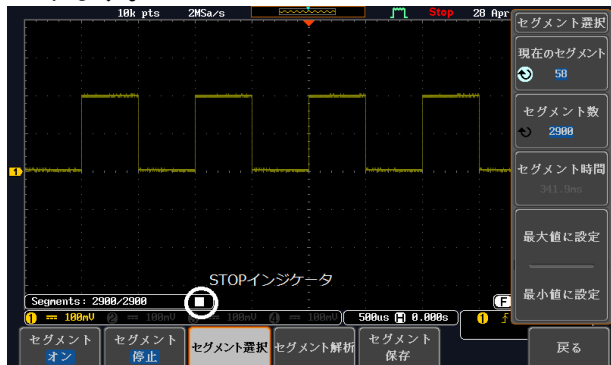 10k pts 2MSa/s Stop 28 Apr
セグメント選択
現在のセグメント
58
セグメント数
2900
セグメント時間
341.9ms
最大値に設定
最小値に設定
1
STOPインジケータ
Segments: 2900/2900
F
1 100mV 2 100mV 100mV 4 100mV 500us H 0.000s 1
セグメント オン
セグメント 停止
セグメント選択
セグメント解析
セグメント 保存
戻る